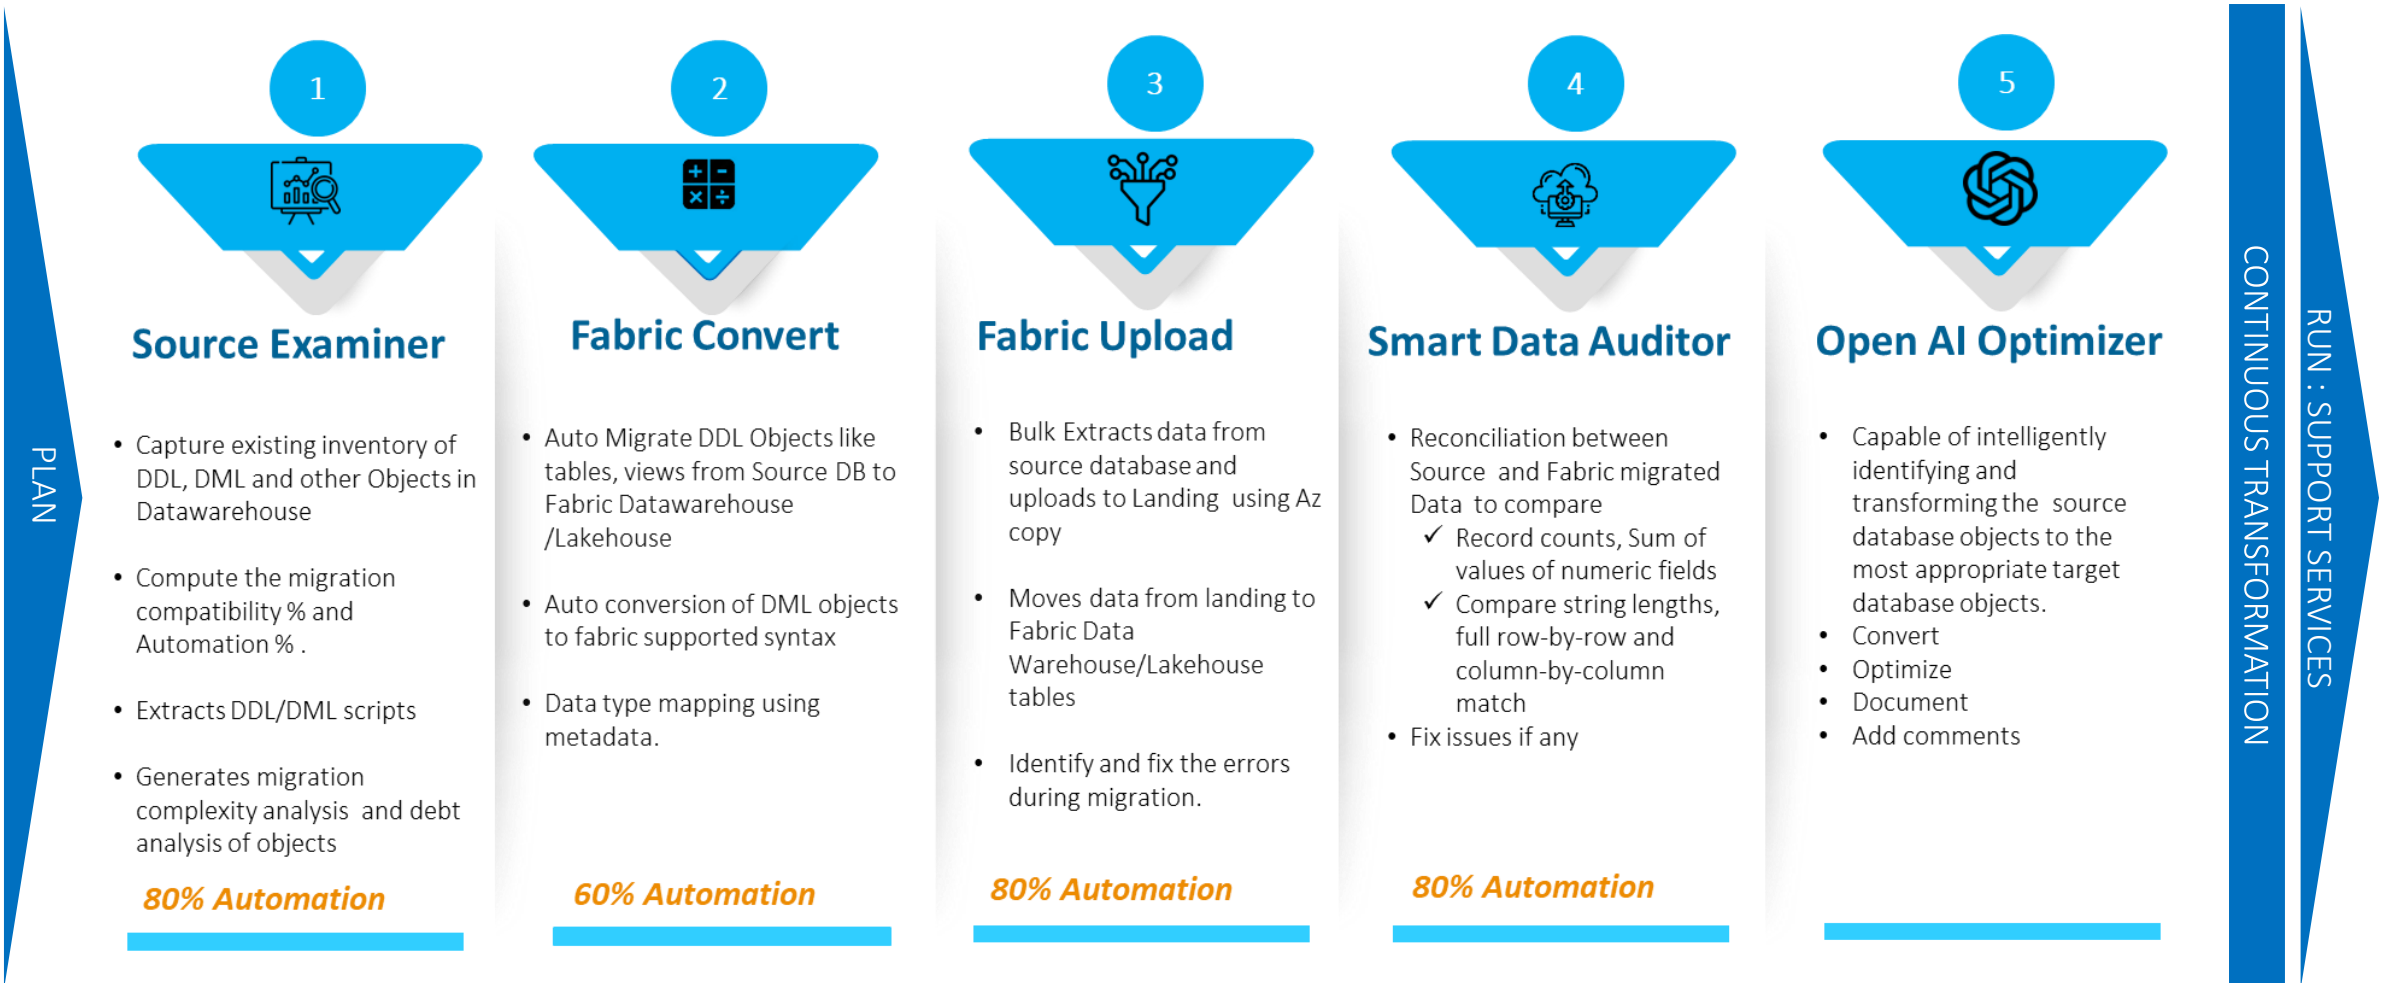 PLAN
1
Source Examiner
• Capture existing inventory of
DDL, DML and other Objects in
Datawarehouse
• Compute the migration
compatibility % and
Automation % .
• Extracts DDL/DML scripts
• Generates migration
complexity analysis and debt
analysis of objects
80% Automation
2
Fabric Convert
• Auto Migrate DDL Objects like
tables, views from Source DB to
Fabric Datawarehouse
/Lakehouse
• Auto conversion of DML objects
to fabric supported syntax
• Data type mapping using
metadata.
60% Automation
3
Fabric Upload
• Bulk Extracts data from
source database and
uploads to Landing using Az
copy
• Moves data from landing to
Fabric Data
Warehouse/Lakehouse
tables
• Identify and fix the errors
during migration.
80% Automation
4
Smart Data Auditor
• Reconciliation between
Source and Fabric migrated
Data to compare
✓ Record counts, Sum of
values of numeric fields
✓ Compare string lengths,
full row-by-row and
column-by-column
match
• Fix issues if any
80% Automation
5
Open AI Optimizer
• Capable of intelligently
identifying and
transforming the source
database objects to the
most appropriate target
database objects.
• Convert
• Optimize
• Document
• Add comments
CONTINUOUS TRANSFORMATION
RUN : SUPPORT SERVICES